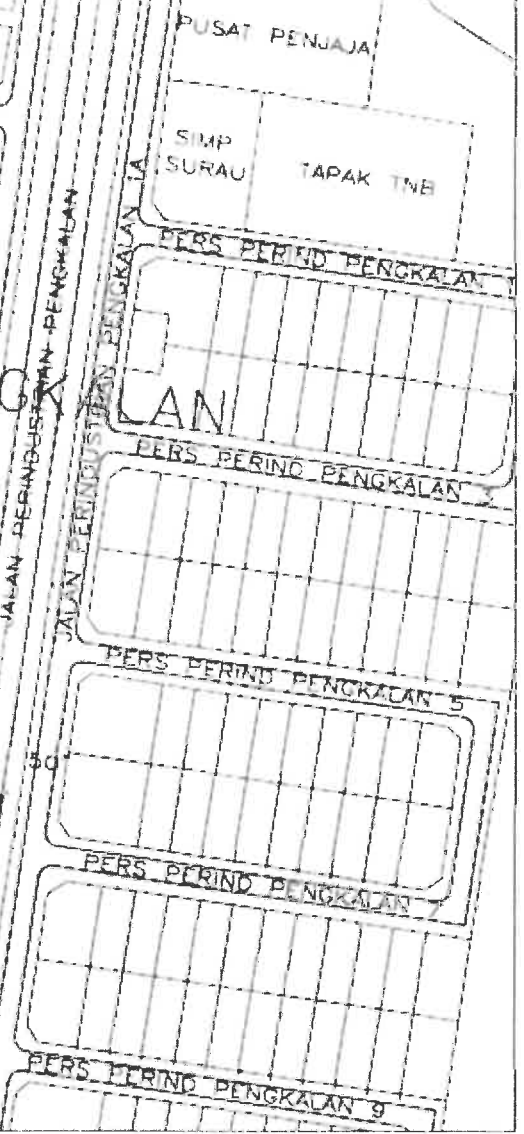 PUSAT PENJAJA
SIMP
SURAU
TAPAK TNB
PERS PERIND PENGKALAN 1
JALAN PERINDUSTRIAN PENGKALAN 1A
JALAN PERINDUSTRIAN PENGKALAN
LAN
PERS PERIND PENGKALAN 3
PERS PERIND PENGKALAN 5
50
PERS PERIND PENGKALAN 7
PERS PERIND PENGKALAN 9